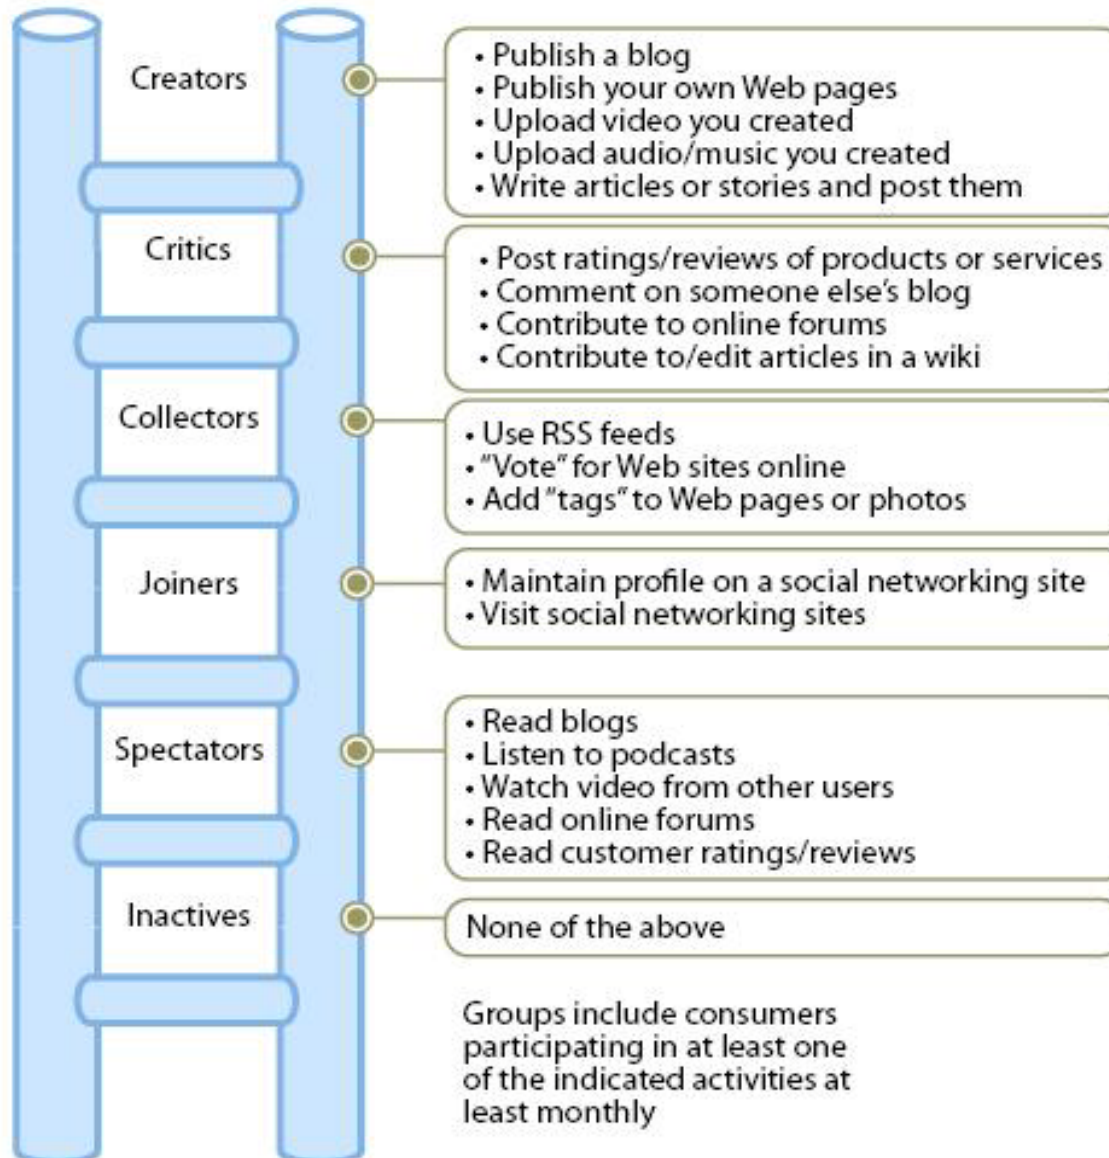 Creators
• Publish a blog
• Publish your own Web pages
• Upload video you created
• Upload audio/music you created
• Write articles or stories and post them
Critics
• Post ratings/reviews of products or services
• Comment on someone else’s blog
• Contribute to online forums
• Contribute to/edit articles in a wiki
Collectors
• Use RSS feeds
• “Vote” for Web sites online
• Add “tags” to Web pages or photos
Joiners
• Maintain profile on a social networking site
• Visit social networking sites
Spectators
• Read blogs
• Listen to podcasts
• Watch video from other users
• Read online forums
• Read customer ratings/reviews
Inactives
None of the above
Groups include consumers
participating in at least one
of the indicated activities at
least monthly